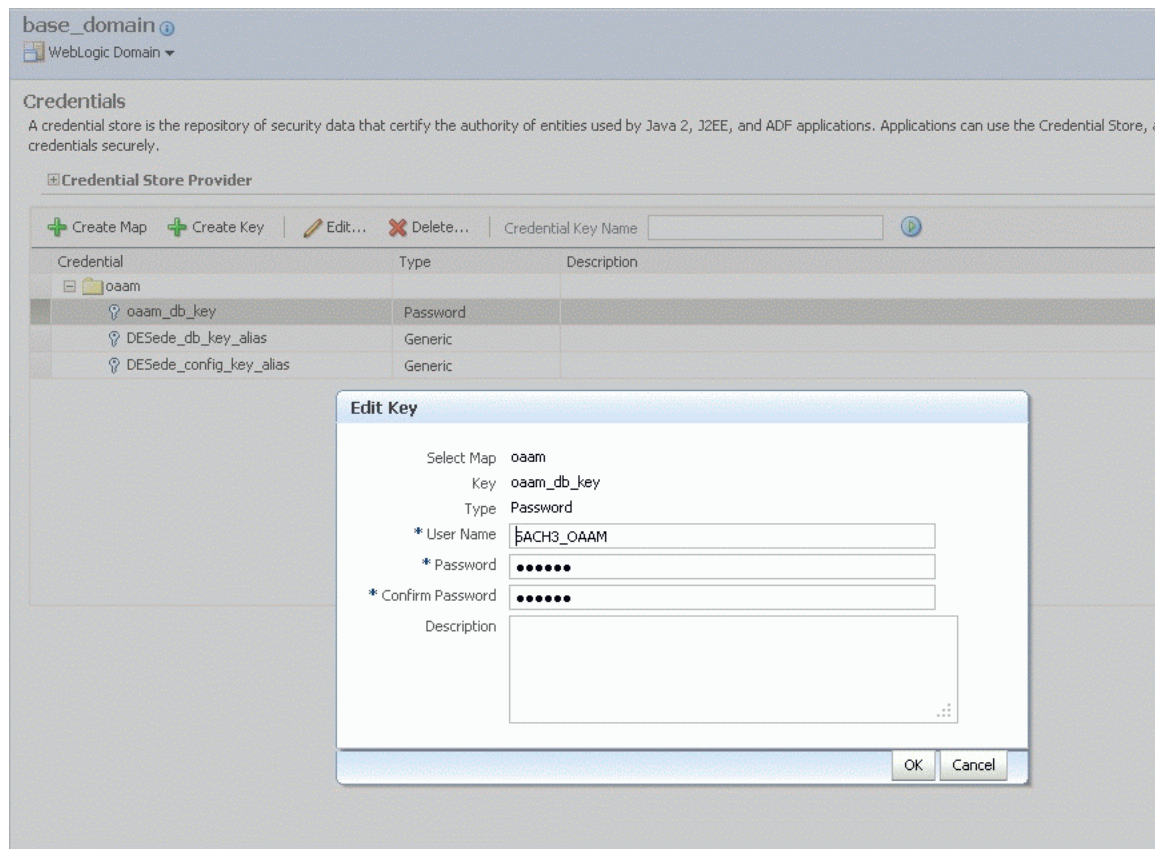 base_domain
WebLogic Domain
Credentials
A credential store is the repository of security data that certify the authority of entities used by Java 2, J2EE, and ADF applications. Applications can use the Credential Store, a
credentials securely.
Credential Store Provider
Create Map Create Key Edit... Delete... Credential Key Name
Credential Type Description
oaam
oaam_db_key Password
DESede_db_key_alias Generic
DESede_config_key_alias Generic
Edit Key
Select Map oaam
Key oaam_db_key
Type Password
* User Name SACH3_OAAM
* Password ••••••
* Confirm Password ••••••
Description
OK Cancel